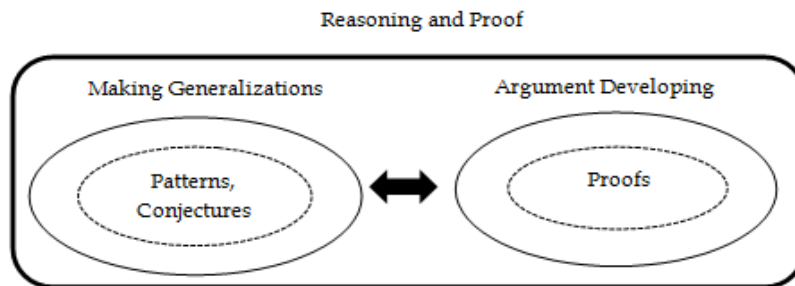 Reasoning and Proof
Making Generalizations
Argument Developing
Patterns,
Conjectures
Proofs